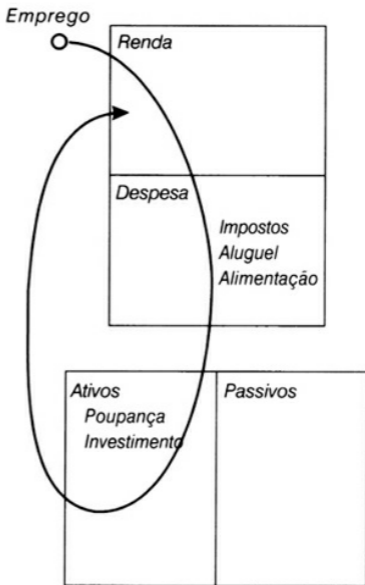 Emprego
Renda
Despesa
Impostos
Aluguel
Alimentação
Ativos
Passivos
Poupança
Investimento